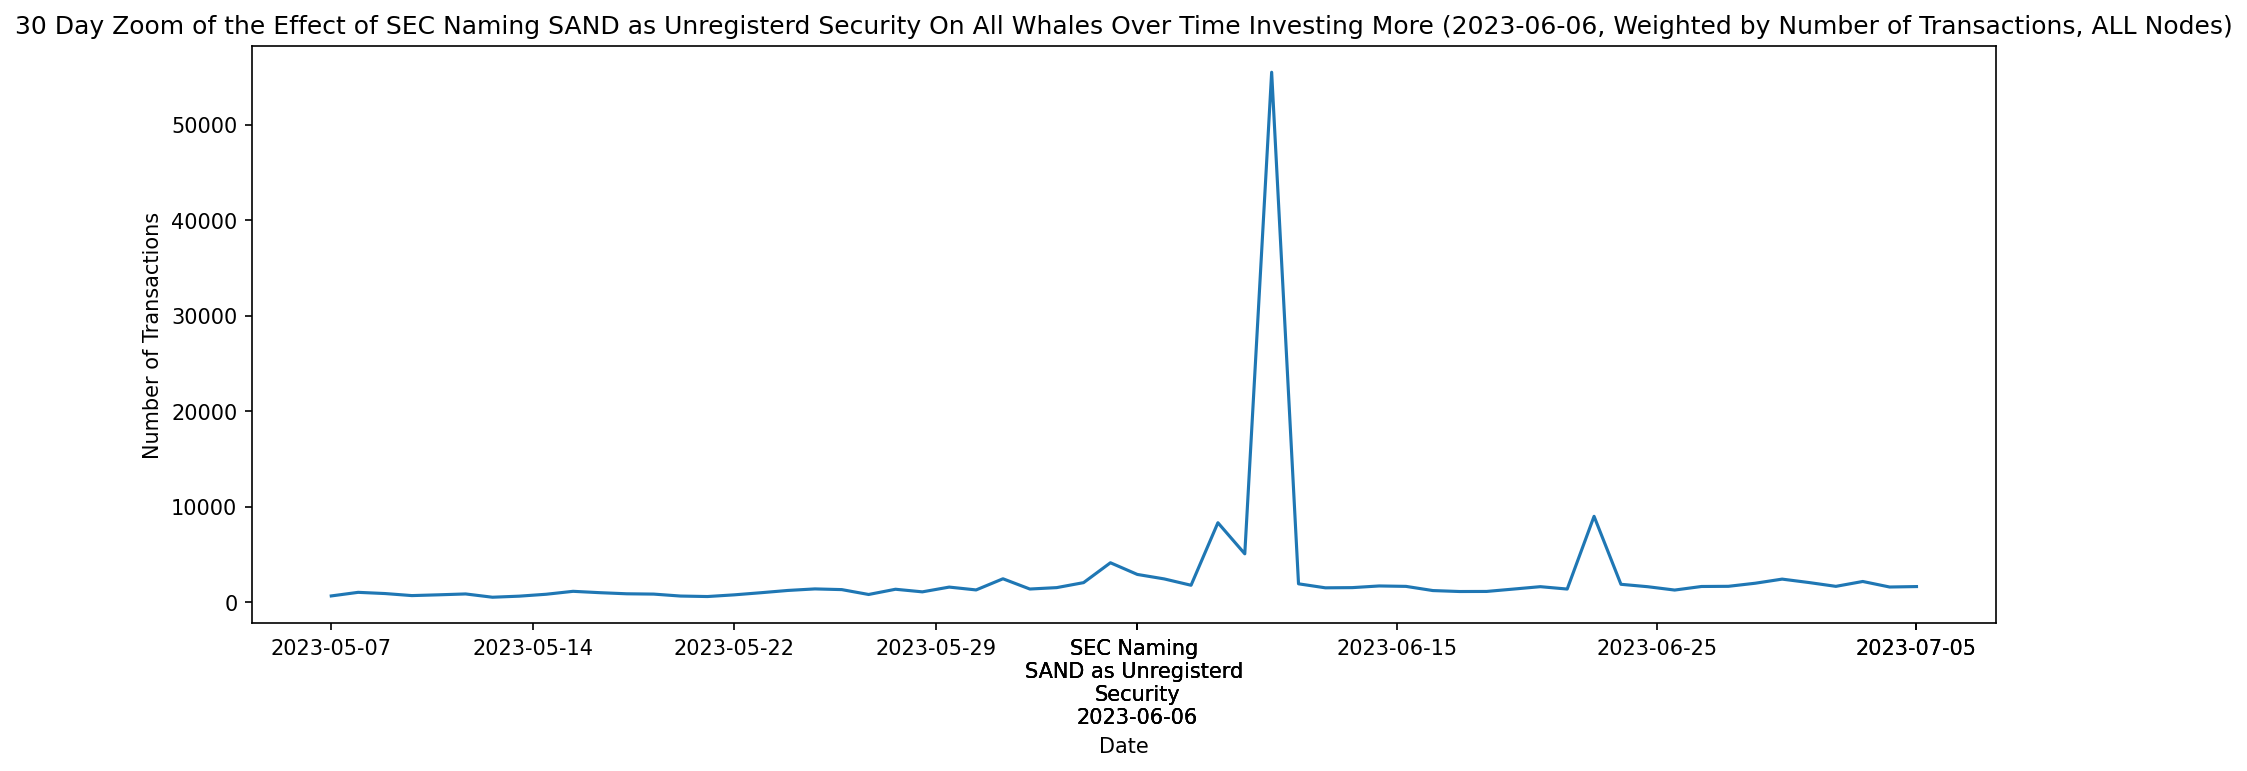 30 Day Zoom of the Effect of SEC Naming SAND as Unregisterd Security On All Whales Over Time Investing More (2023-06-06, Weighted by Number of Transactions, ALL Nodes)
Number of Transactions
50000
40000
30000
20000
10000
0
2023-05-07 2023-05-14 2023-05-22 2023-05-29 SEC Naming 2023-06-15 2023-06-25 2023-07-05
SAND as Unregisterd
Security
2023-06-06
Date